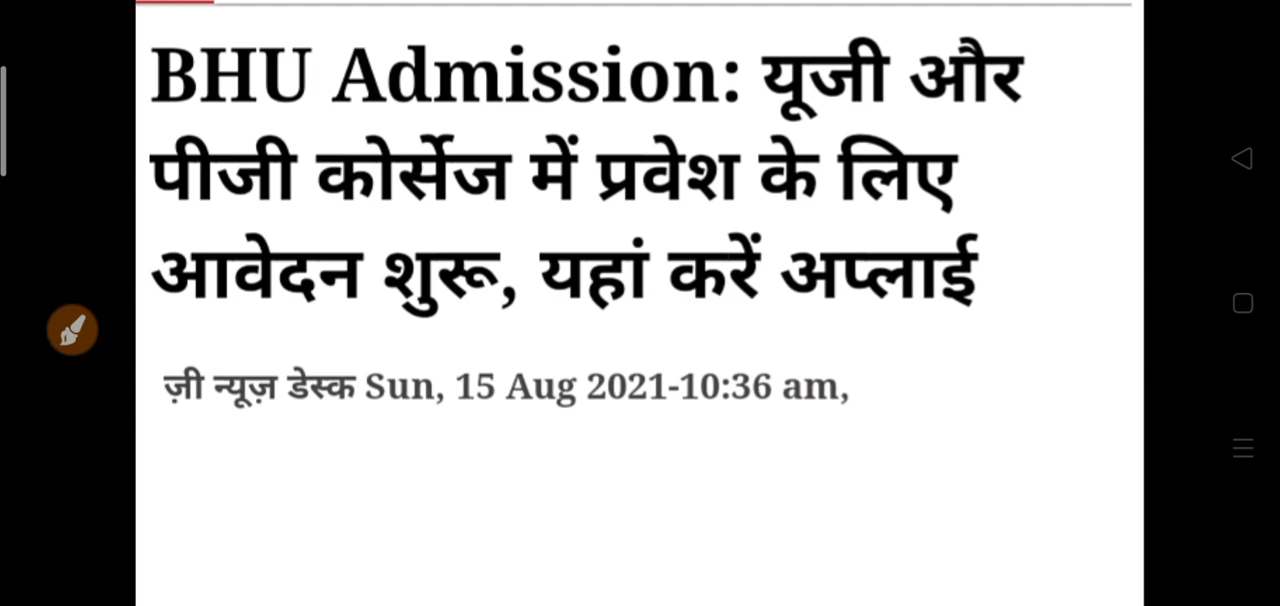 BHU Admission: यूजी और
पीजी कोर्सेज में प्रवेश के लिए
आवेदन शुरू, यहां करें अप्लाई
ज़ी न्यूज़ डेस्क Sun, 15 Aug 2021-10:36 am,